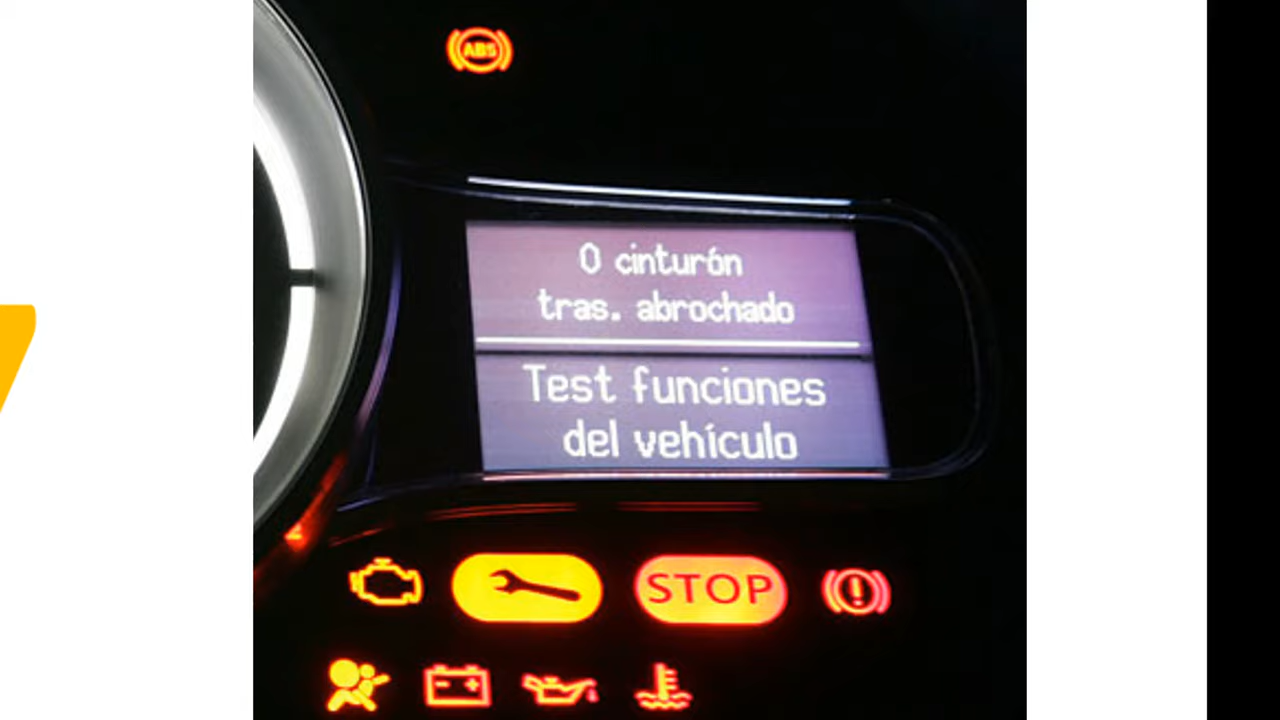 ABS
0 cinturón
tras. abrochado
Test funciones
del vehículo
STOP